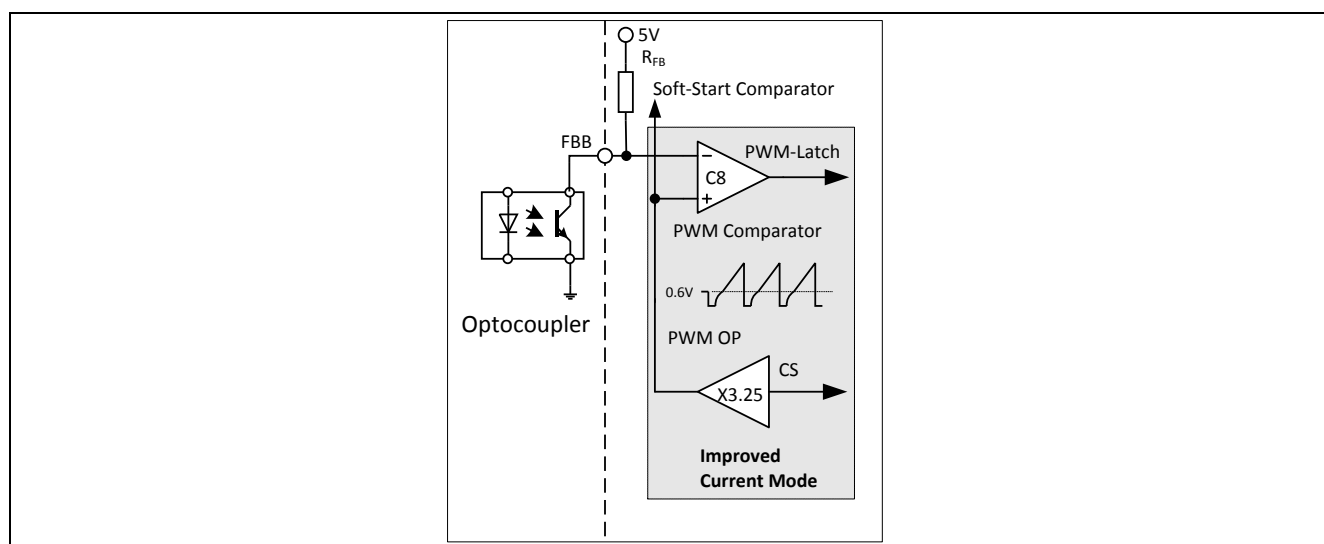 5V
RFB
Soft-Start Comparator
FBB
PWM-Latch
−
C8
+
PWM Comparator
0.6V
Optocoupler
PWM OP
CS
X3.25
Improved
Current Mode